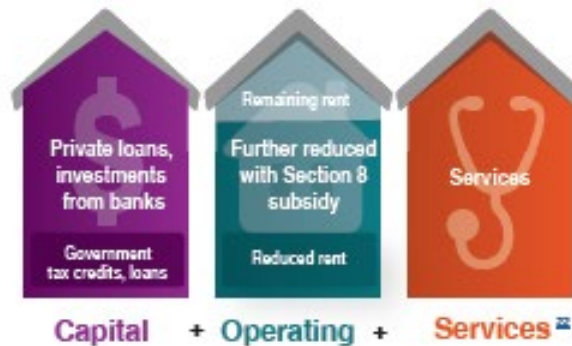 Private loans,
investments
from banks
Government
tax credits, loans
Remaining rent
Further reduced
with Section 8
subsidy
Reduced rent
Services
Capital + Operating + Services 22